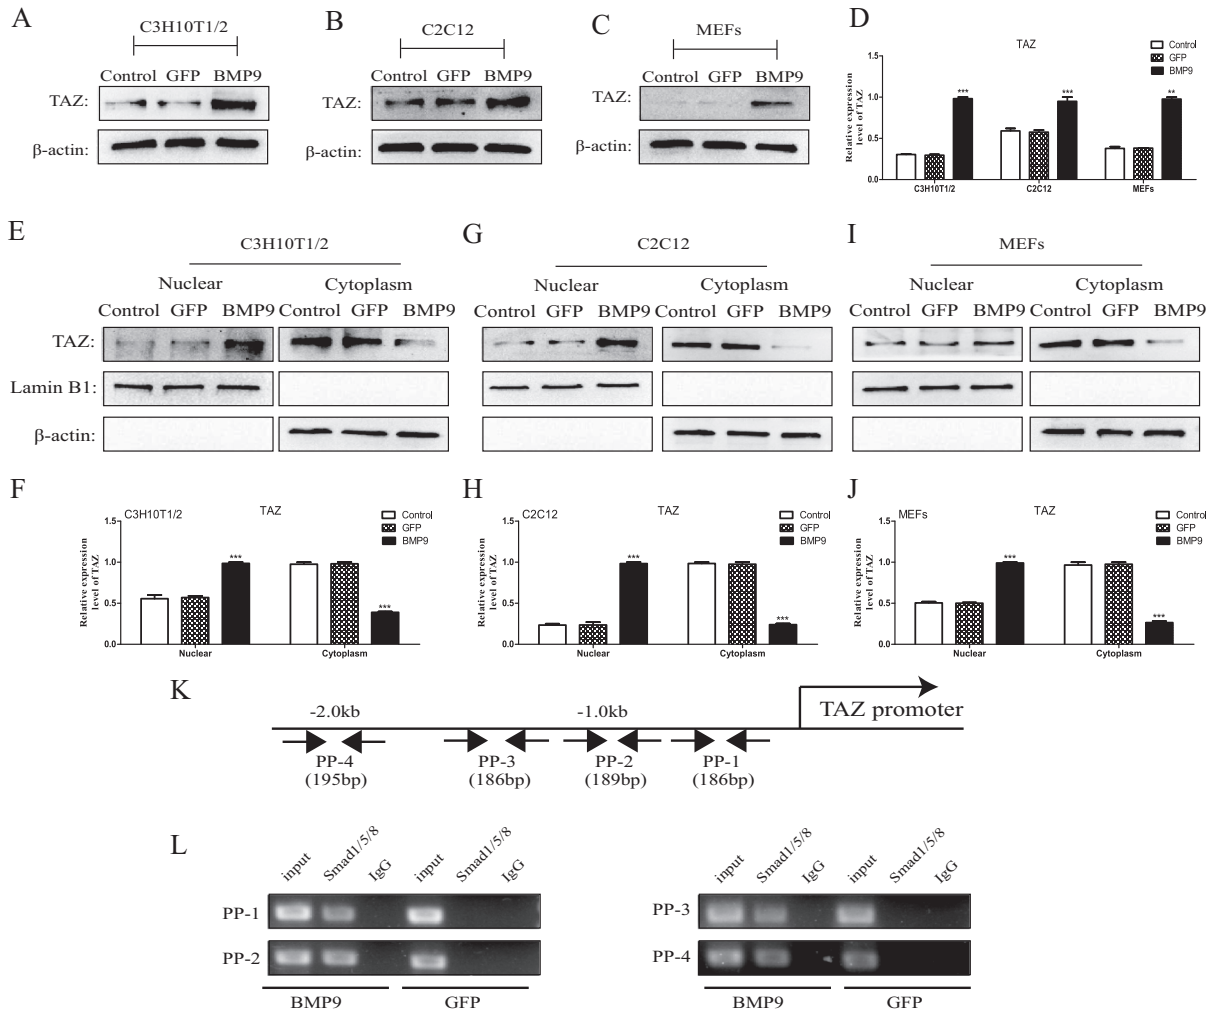 A
C3H10T1/2
Control GFP BMP9
TAZ:
β-actin:
B
C2C12
Control GFP BMP9
TAZ:
β-actin:
C
MEFs
Control GFP BMP9
TAZ:
β-actin:
D
TAZ
Control
GFP
BMP9
Relative expression
level of TAZ
1.5
1.0
0.5
0.0
*** *** **
C3H10T1/2 C2C12 MEFs
E
C3H10T1/2
Nuclear Cytoplasm
Control GFP BMP9 Control GFP BMP9
TAZ:
Lamin B1:
β-actin:
G
C2C12
Nuclear Cytoplasm
Control GFP BMP9 Control GFP BMP9
I
MEFs
Nuclear Cytoplasm
Control GFP BMP9 Control GFP BMP9
F
C3H10T1/2 TAZ
Control
GFP
BMP9
Relative expression
level of TAZ
1.5
1.0
0.5
0.0
*** ***
Nuclear Cytoplasm
H
C2C12 TAZ
Control
GFP
BMP9
Relative expression
level of TAZ
1.5
1.0
0.5
0.0
*** ***
Nuclear Cytoplasm
J
MEFs TAZ
Control
GFP
BMP9
Relative expression
level of TAZ
1.5
1.0
0.5
0.0
*** ***
Nuclear Cytoplasm
K
-2.0kb -1.0kb
TAZ promoter
PP-4 PP-3 PP-2 PP-1
(195bp) (186bp) (189bp) (186bp)
L
input Smad1/5/8 IgG input Smad1/5/8 IgG
PP-1
PP-2
BMP9 GFP
input Smad1/5/8 IgG input Smad1/5/8 IgG
PP-3
PP-4
BMP9 GFP